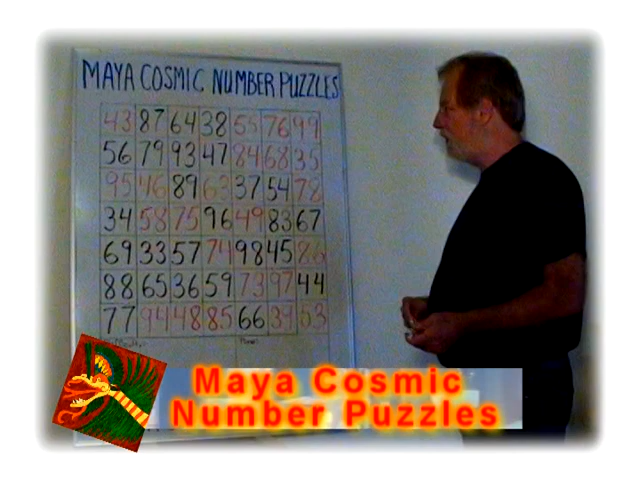 MAYA COSMIC NUMBER PUZZLES
43 87 64 38 55 76 99
56 79 93 47 84 68 35
95 46 89 63 37 54 78
34 58 75 96 49 83 67
69 33 57 74 98 45 86
88 65 36 59 73 97 44
77 94 48 85 66 39 53
Maya Cosmic
Number Puzzles